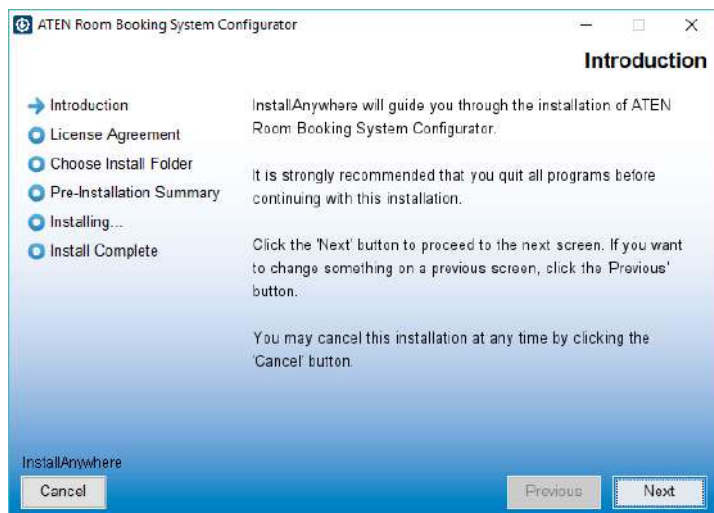 ATEN Room Booking System Configurator
Introduction
Introduction
License Agreement
Choose Install Folder
Pre-Installation Summary
Installing...
Install Complete
InstallAnywhere will guide you through the installation of ATEN
Room Booking System Configurator.
It is strongly recommended that you quit all programs before
continuing with this installation.
Click the 'Next' button to proceed to the next screen. If you want
to change something on a previous screen, click the 'Previous'
button.
You may cancel this installation at any time by clicking the
'Cancel' button.
InstallAnywhere
Cancel
Previous
Next